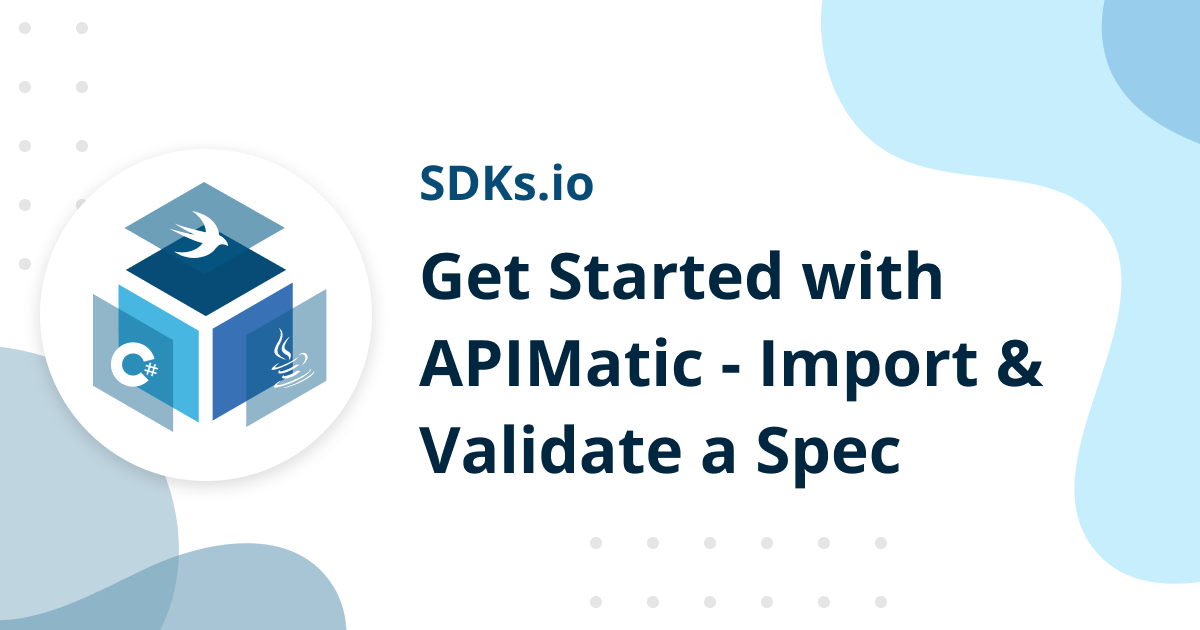 SDKs.io
Get Started with
APIMatic - Import &
Validate a Spec
C#